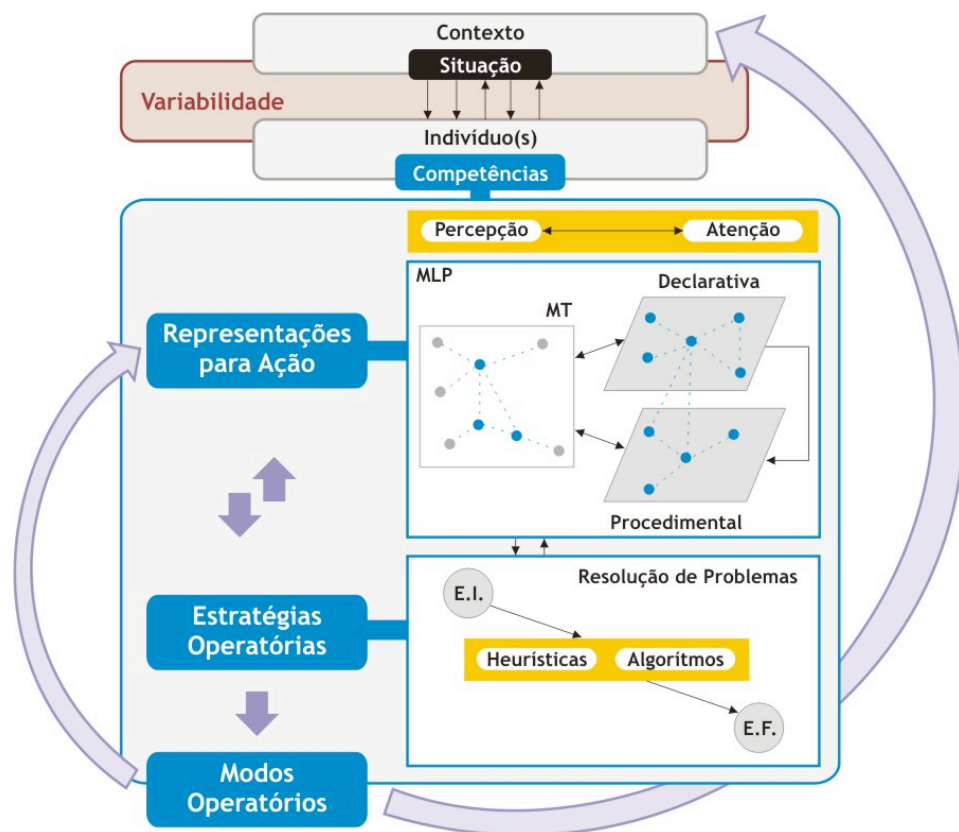 Contexto
Situação
Variabilidade
Indivíduo(s)
Competências
Percepção
Atenção
MLP
Declarativa
MT
Representações
para Ação
Procedimental
Resolução de Problemas
E.I.
Estratégias
Operatórias
Heurísticas
Algorítmos
E.F.
Modos
Operatórios